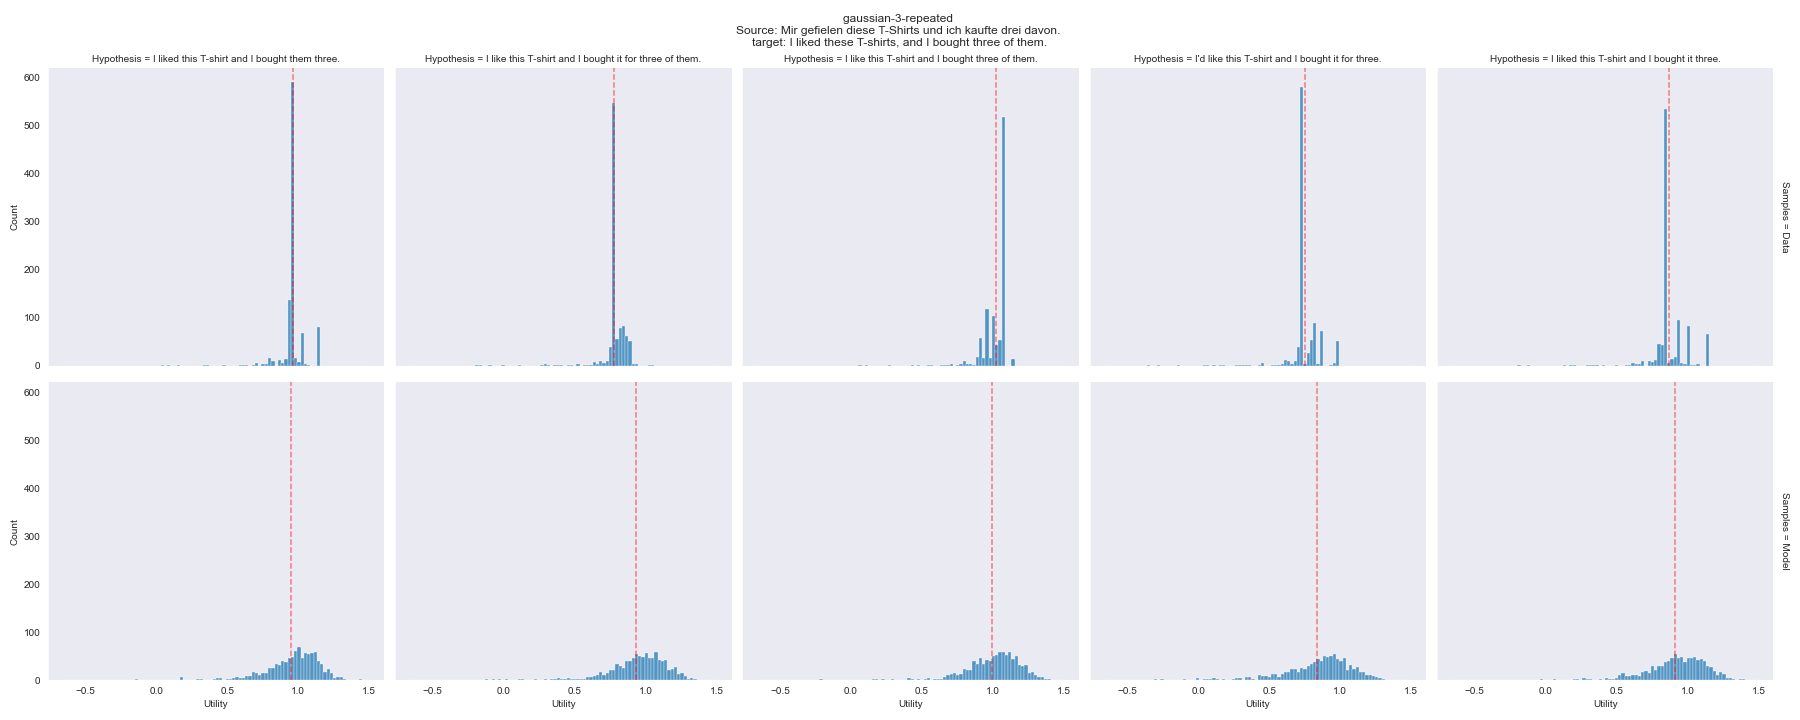 gaussian-3-repeated
Source: Mir gefielen diese T-Shirts und ich kaufte drei davon.
target: I liked these T-shirts, and I bought three of them.
Hypothesis = I liked this T-shirt and I bought them three.
Hypothesis = I like this T-shirt and I bought it for three of them.
Hypothesis = I like this T-shirt and I bought three of them.
Hypothesis = I'd like this T-shirt and I bought it for three.
Hypothesis = I liked this T-shirt and I bought it three.
600
500
400
300
200
100
0
Count
Samples = Data
600
500
400
300
200
100
0
Count
Samples = Model
−0.5 0.0 0.5 1.0 1.5
−0.5 0.0 0.5 1.0 1.5
−0.5 0.0 0.5 1.0 1.5
−0.5 0.0 0.5 1.0 1.5
−0.5 0.0 0.5 1.0 1.5
Utility
Utility
Utility
Utility
Utility